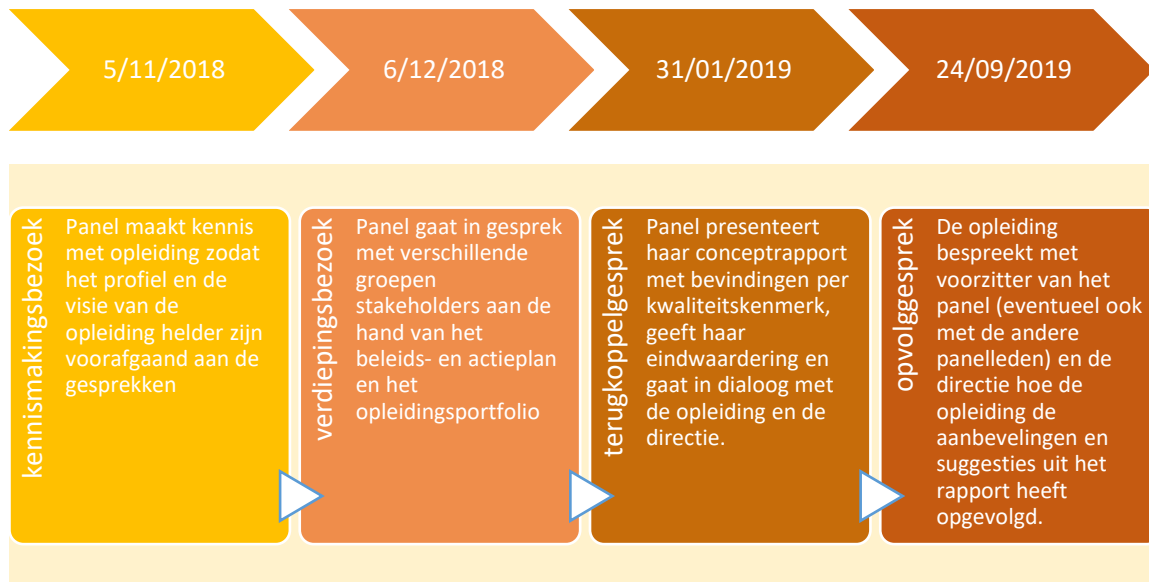 5/11/2018
6/12/2018
31/01/2019
24/09/2019
kennismakingsbezoek
Panel maakt kennis
met opleiding zodat
het profiel en de
visie van de
opleiding helder zijn
voorafgaand aan de
gesprekken
verdiepingsbezoek
Panel gaat in gesprek
met verschillende
groepen
stakeholders aan de
hand van het
beleids- en actieplan
en het
opleidingsportfolio
terugkoppelgesprek
Panel presenteert
haar conceptrapport
met bevindingen per
kwaliteitskenmerk,
geeft haar
eindwaardering en
gaat in dialoog met
de opleiding en de
directie.
opvolggesprek
De opleiding
bespreekt met
voorzitter van het
panel (eventueel ook
met de andere
panelleden) en de
directie hoe de
opleiding de
aanbevelingen en
suggesties uit het
rapport heeft
opgevolgd.